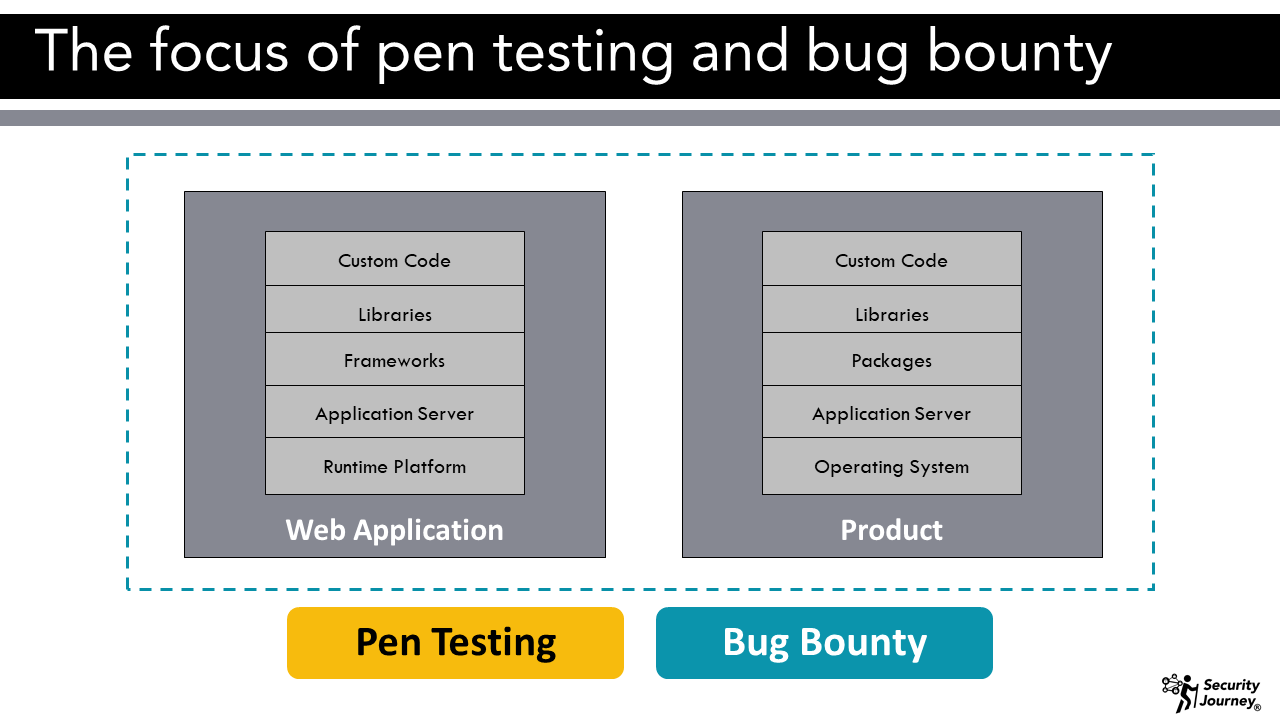 The focus of pen testing and bug bounty
Custom Code
Libraries
Frameworks
Application Server
Runtime Platform
Web Application
Custom Code
Libraries
Packages
Application Server
Operating System
Product
Pen Testing
Bug Bounty
Security
Journey®